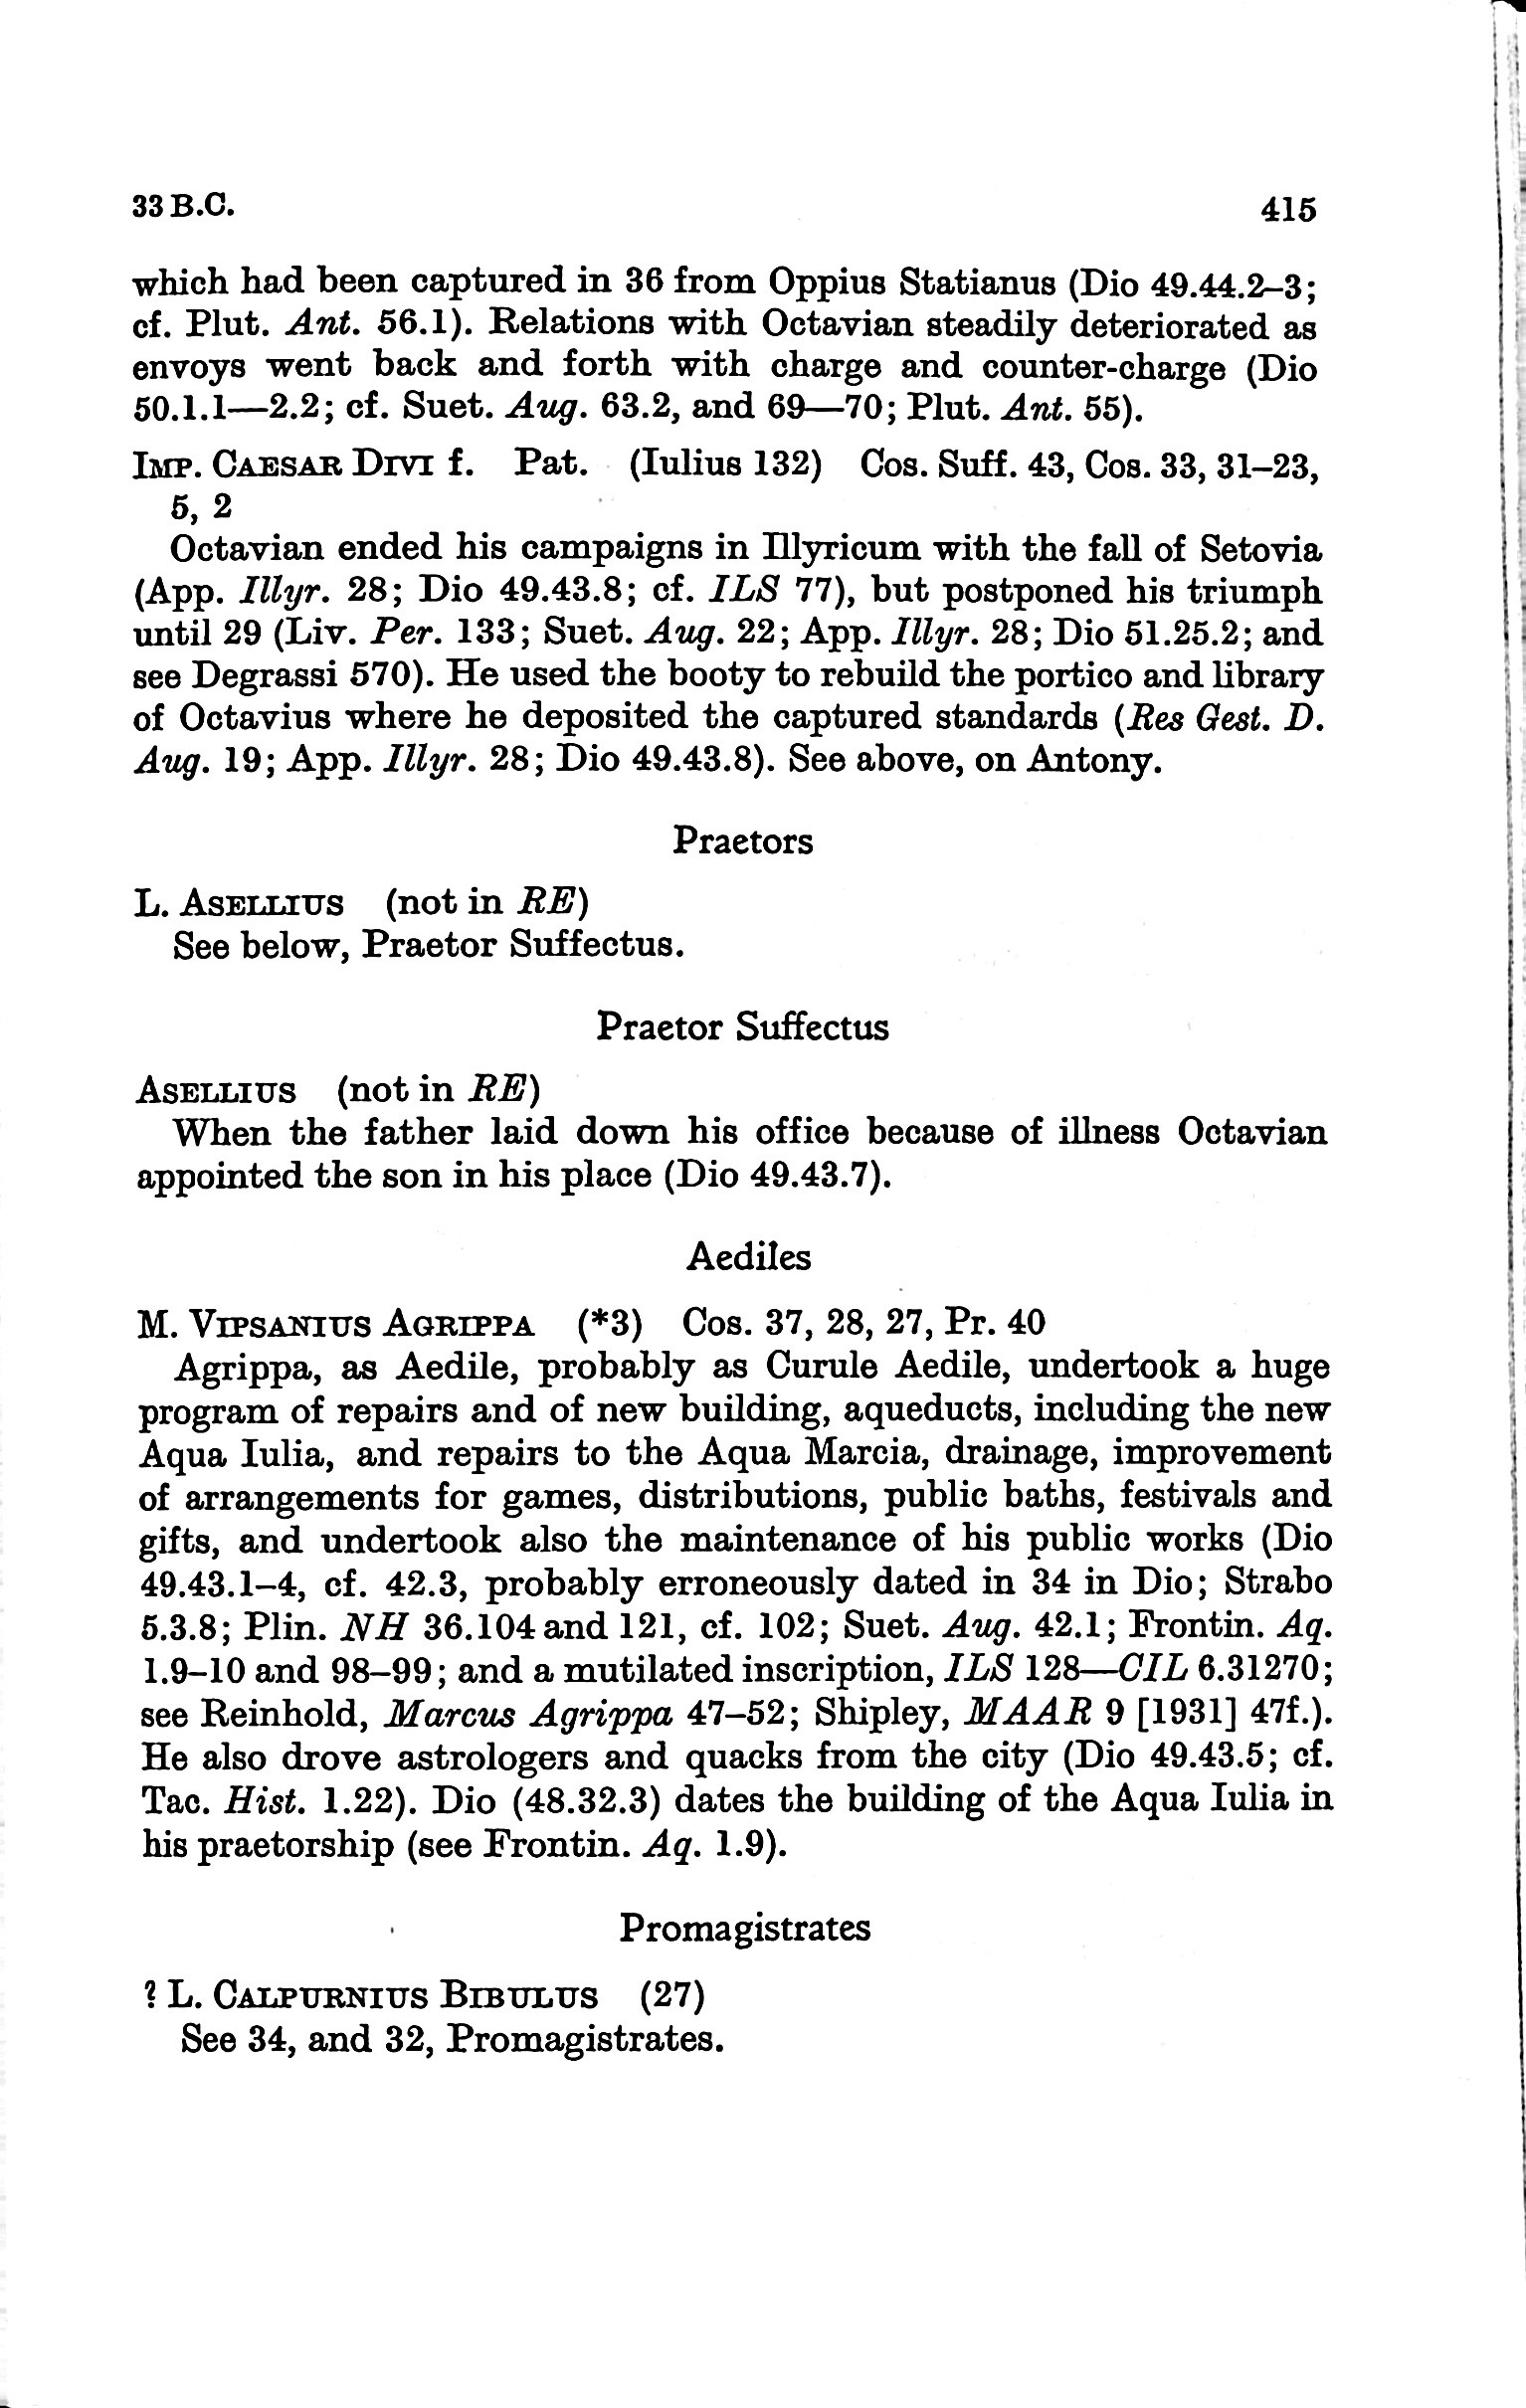 33 B.C. 415
which had been captured in 36 from Oppius Statianus (Dio 49.44.2–3;
cf. Plut. Ant. 56.1). Relations with Octavian steadily deteriorated as
envoys went back and forth with charge and counter-charge (Dio
50.1.1—2.2; cf. Suet. Aug. 63.2, and 69—70; Plut. Ant. 55).
IMP. CAESAR DIVI f. Pat. (Iulius 132) Cos. Suff. 43, Cos. 33, 31–23,
5, 2
Octavian ended his campaigns in Illyricum with the fall of Setovia
(App. Illyr. 28; Dio 49.43.8; cf. ILS 77), but postponed his triumph
until 29 (Liv. Per. 133; Suet. Aug. 22; App. Illyr. 28; Dio 51.25.2; and
see Degrassi 570). He used the booty to rebuild the portico and library
of Octavius where he deposited the captured standards (Res Gest. D.
Aug. 19; App. Illyr. 28; Dio 49.43.8). See above, on Antony.
Praetors
L. ASELLIUS (not in RE)
See below, Praetor Suffectus.
Praetor Suffectus
ASELLIUS (not in RE)
When the father laid down his office because of illness Octavian
appointed the son in his place (Dio 49.43.7).
Aediles
M. VIPSANIUS AGRIPPA (*3) Cos. 37, 28, 27, Pr. 40
Agrippa, as Aedile, probably as Curule Aedile, undertook a huge
program of repairs and of new building, aqueducts, including the new
Aqua Iulia, and repairs to the Aqua Marcia, drainage, improvement
of arrangements for games, distributions, public baths, festivals and
gifts, and undertook also the maintenance of his public works (Dio
49.43.1–4, cf. 42.3, probably erroneously dated in 34 in Dio; Strabo
5.3.8; Plin. NH 36.104 and 121, cf. 102; Suet. Aug. 42.1; Frontin. Aq.
1.9–10 and 98–99; and a mutilated inscription, ILS 128—CIL 6.31270;
see Reinhold, Marcus Agrippa 47–52; Shipley, MAAR 9 [1931] 47f.).
He also drove astrologers and quacks from the city (Dio 49.43.5; cf.
Tac. Hist. 1.22). Dio (48.32.3) dates the building of the Aqua Iulia in
his praetorship (see Frontin. Aq. 1.9).
Promagistrates
? L. CALPURNIUS BIBULUS (27)
See 34, and 32, Promagistrates.